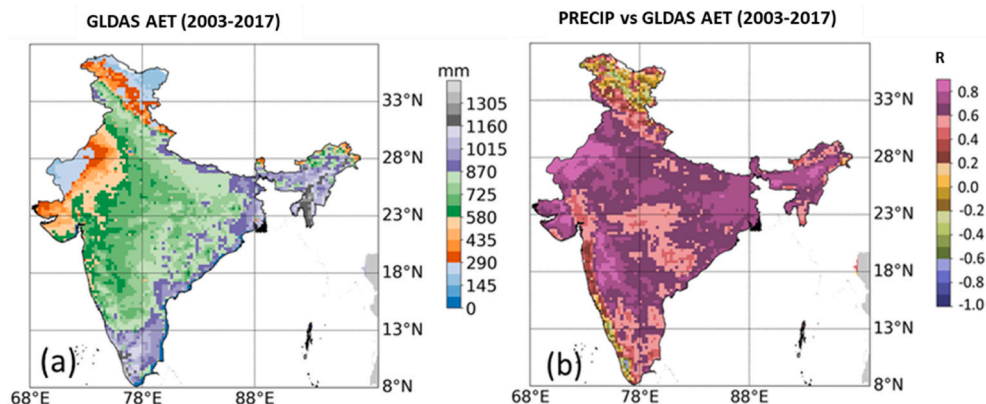 GLDAS AET (2003-2017)
mm
1305
1160
1015
870
725
580
435
290
145
0
33°N
28°N
23°N
18°N
13°N
8°N
68°E
78°E
88°E
(a)
PRECIP vs GLDAS AET (2003-2017)
R
0.8
0.6
0.4
0.2
0.0
-0.2
-0.4
-0.6
-0.8
-1.0
33°N
28°N
23°N
18°N
13°N
8°N
68°E
78°E
88°E
(b)